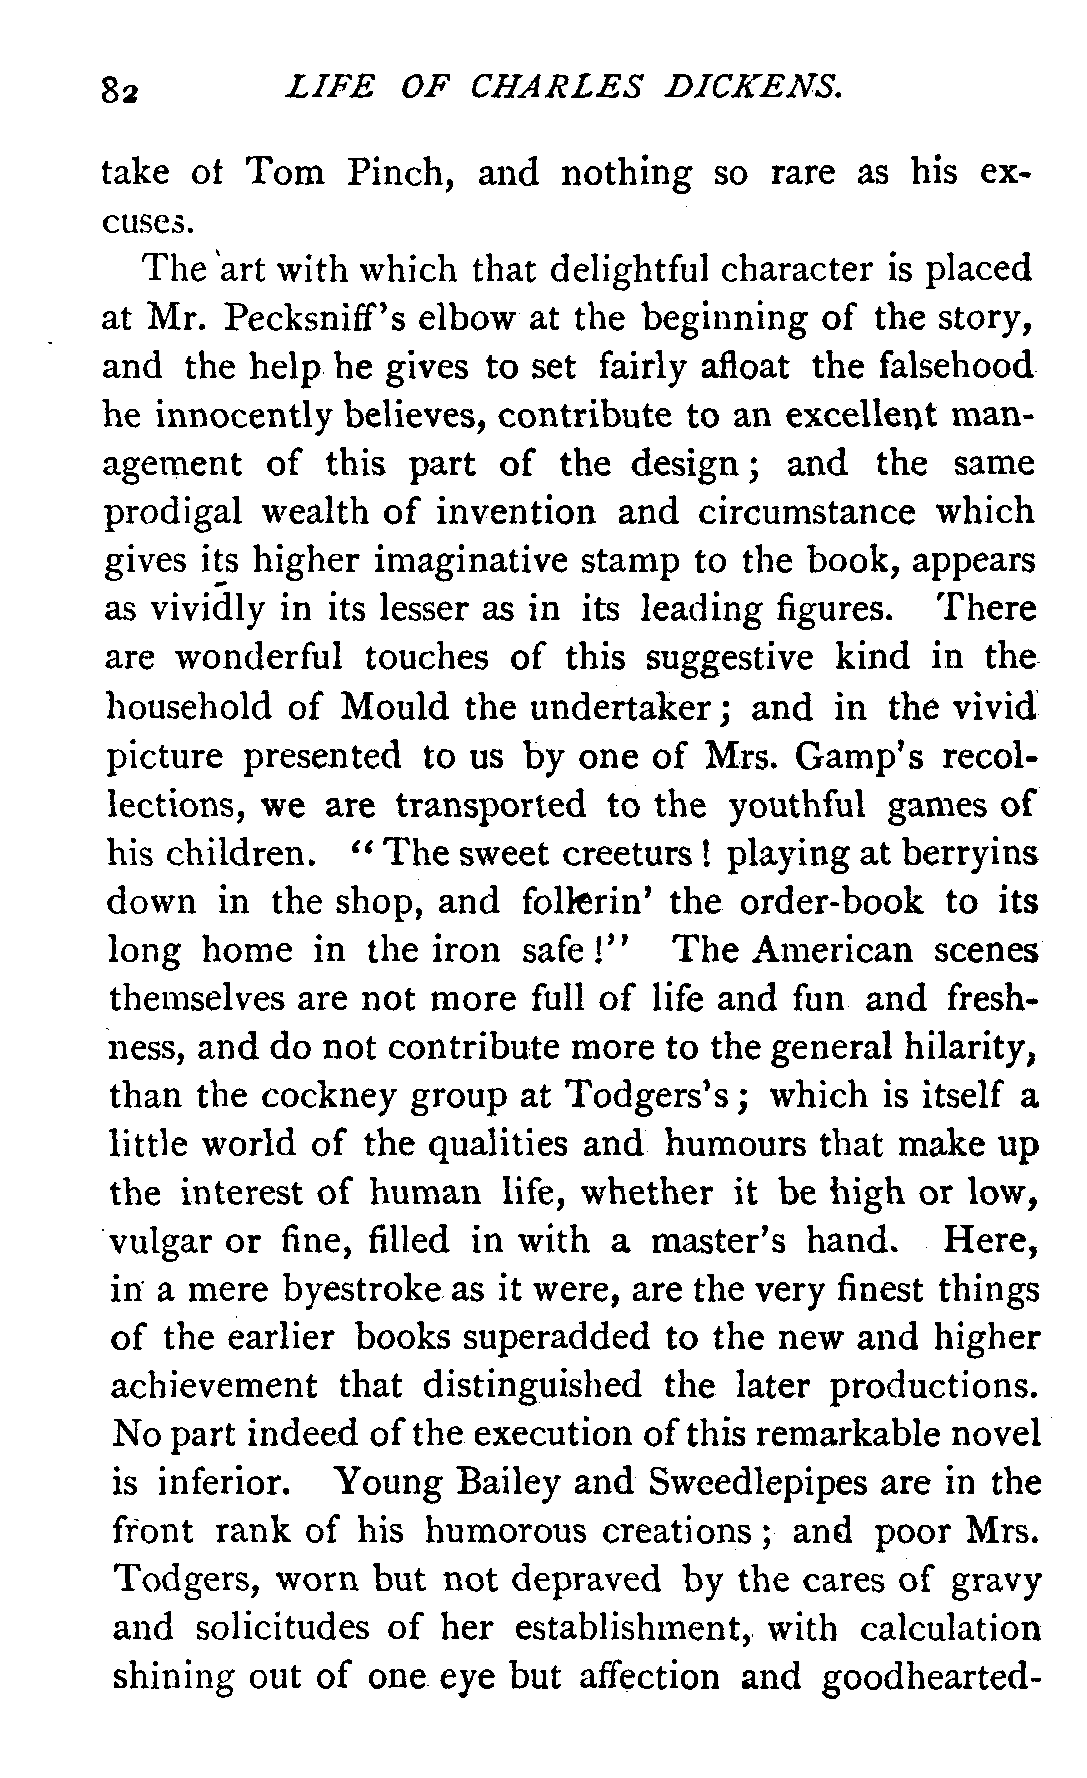 82 LIFE OF CHARLES DICKENS.
take of Tom Pinch, and nothing so rare as his ex-
cuses.
The art with which that delightful character is placed
at Mr. Pecksniff's elbow at the beginning of the story,
and the help he gives to set fairly afloat the falsehood
he innocently believes, contribute to an excellent man-
agement of this part of the design; and the same
prodigal wealth of invention and circumstance which
gives its higher imaginative stamp to the book, appears
as vividly in its lesser as in its leading figures. There
are wonderful touches of this suggestive kind in the
household of Mould the undertaker; and in the vivid
picture presented to us by one of Mrs. Gamp's recol-
lections, we are transported to the youthful games of
his children. "The sweet creeturs! playing at berryins
down in the shop, and follerin' the order-book to its
long home in the iron safe!" The American scenes
themselves are not more full of life and fun and fresh-
ness, and do not contribute more to the general hilarity,
than the cockney group at Todgers's; which is itself a
little world of the qualities and humours that make up
the interest of human life, whether it be high or low,
vulgar or fine, filled in with a master's hand. Here,
in a mere byestroke as it were, are the very finest things
of the earlier books superadded to the new and higher
achievement that distinguished the later productions.
No part indeed of the execution of this remarkable novel
is inferior. Young Bailey and Sweedlepipes are in the
front rank of his humorous creations; and poor Mrs.
Todgers, worn but not depraved by the cares of gravy
and solicitudes of her establishment, with calculation
shining out of one eye but affection and goodhearted-